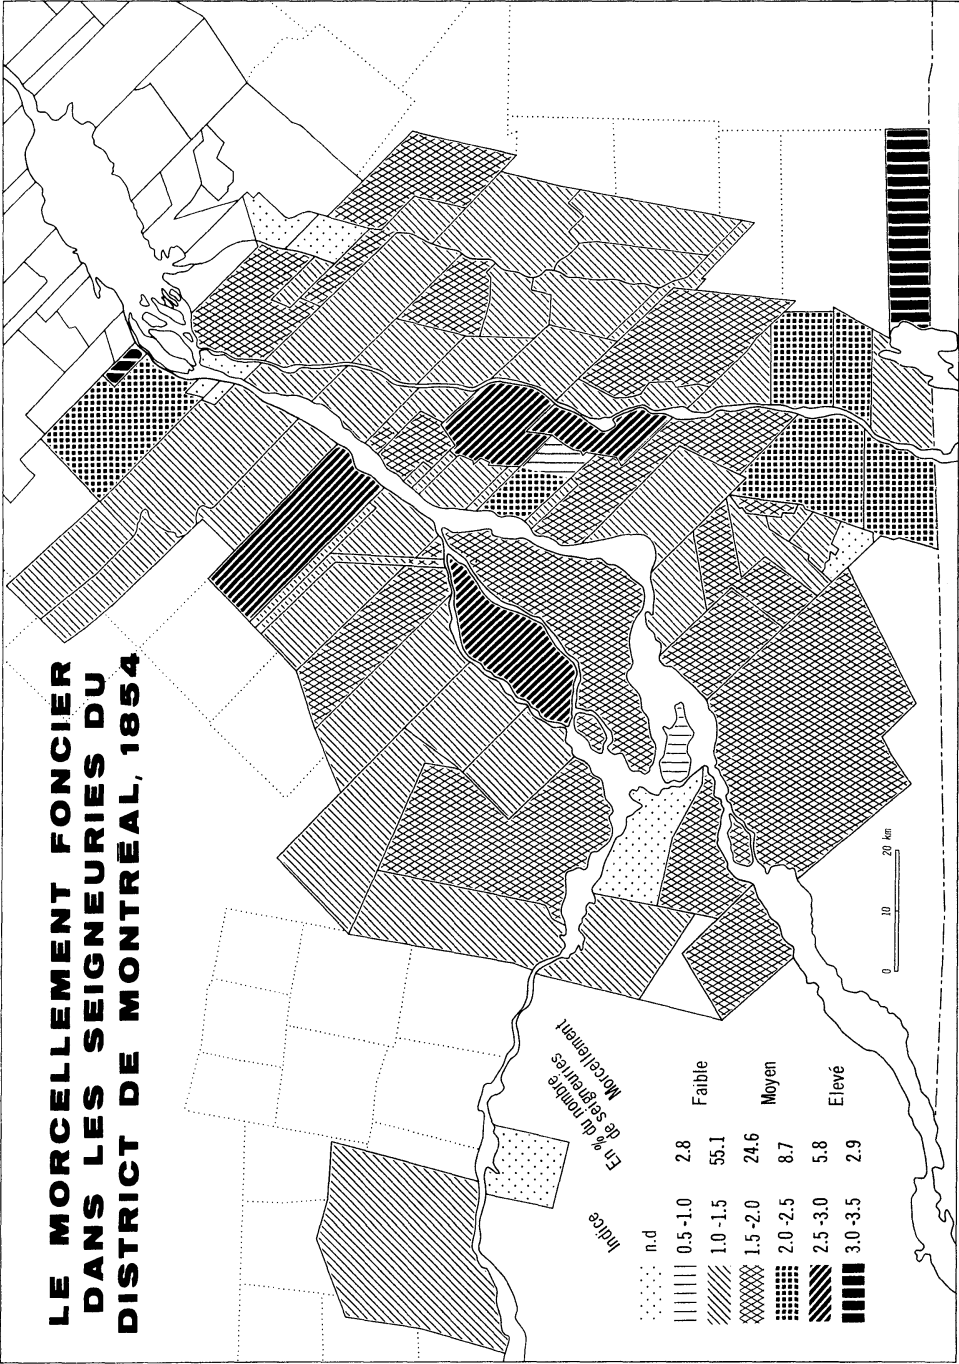 LE MORCELLEMENT FONCIER
DANS LES SEIGNEURIES DU
DISTRICT DE MONTRÉAL, 1854
Indice
En % du nombre
de seigneuries
Morcellement
n.d
0.5 -1.0 2.8 Faible
1.0 -1.5 55.1
1.5 -2.0 24.6 Moyen
2.0 -2.5 8.7
2.5 -3.0 5.8 Elevé
3.0 -3.5 2.9
0 10 20 km